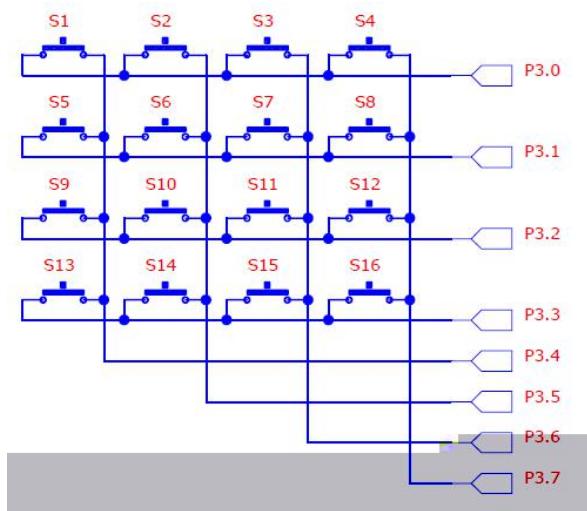 S1 S2 S3 S4
P3.0
S5 S6 S7 S8
P3.1
S9 S10 S11 S12
P3.2
S13 S14 S15 S16
P3.3
P3.4
P3.5
P3.6
P3.7